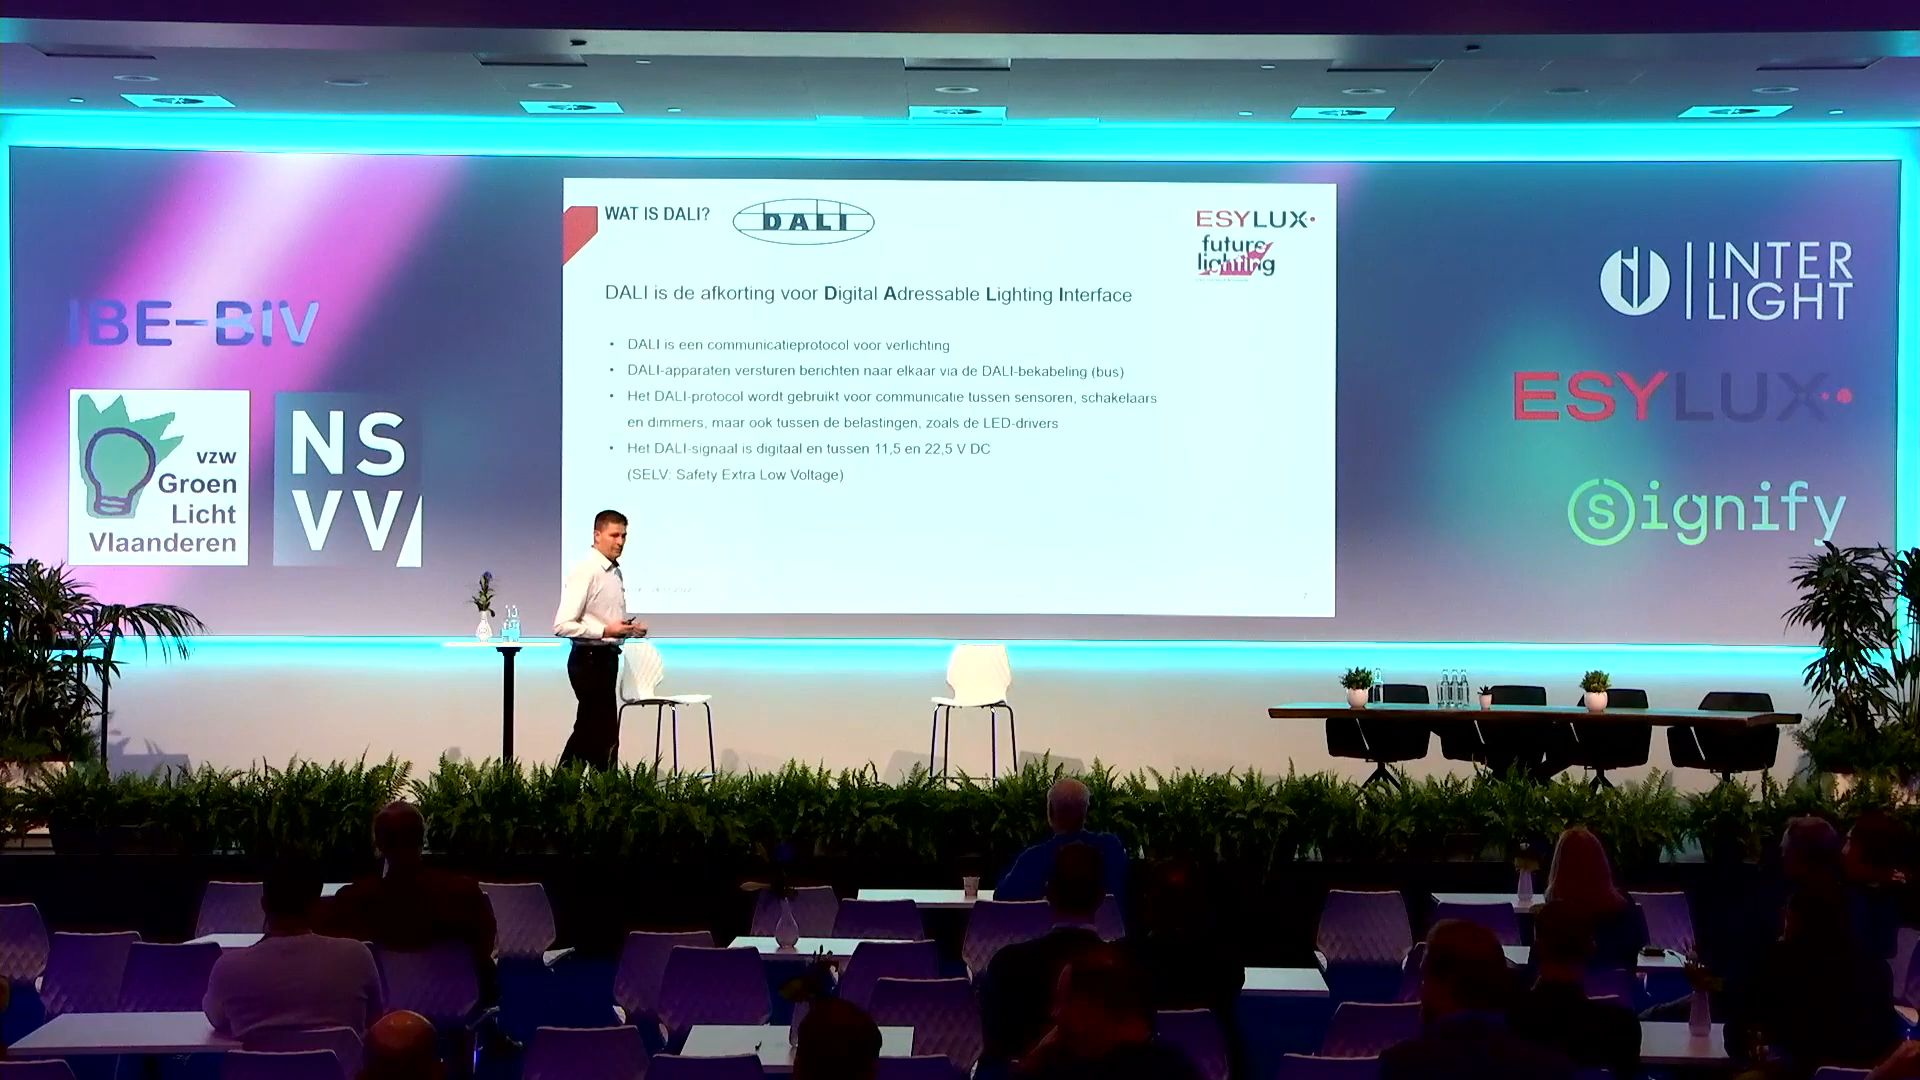 IBE-BIV
vzw
Groen
Licht
Vlaanderen
NS
VV
WAT IS DALI?
DALI
ESYLUX
future
lighting
DALI is de afkorting voor Digital Adressable Lighting Interface
• DALI is een communicatieprotocol voor verlichting
• DALI-apparaten versturen berichten naar elkaar via de DALI-bekabeling (bus)
• Het DALI-protocol wordt gebruikt voor communicatie tussen sensoren, schakelaars
en dimmers, maar ook tussen de belastingen, zoals de LED-drivers
• Het DALI-signaal is digitaal en tussen 11,5 en 22,5 V DC
(SELV: Safety Extra Low Voltage)
INTER
LIGHT
ESYLUX
Signify